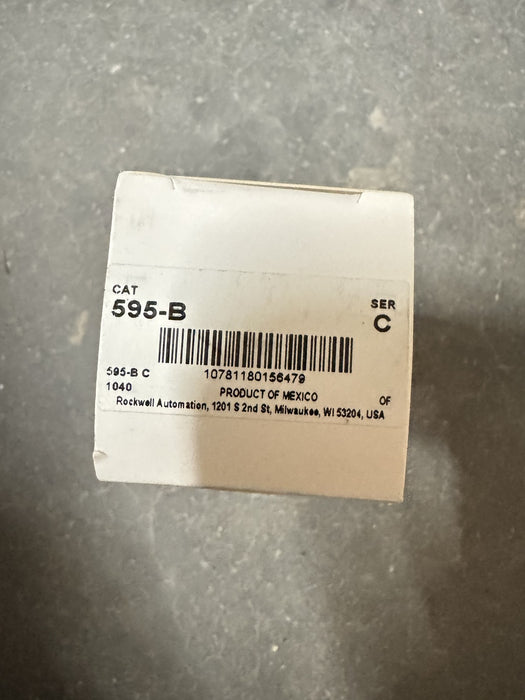 CAT
595-B
SER
C
10781180156479
595-B C
1040
PRODUCT OF MEXICO
OF
Rockwell Automation, 1201 S 2nd St, Milwaukee, WI 53204, USA